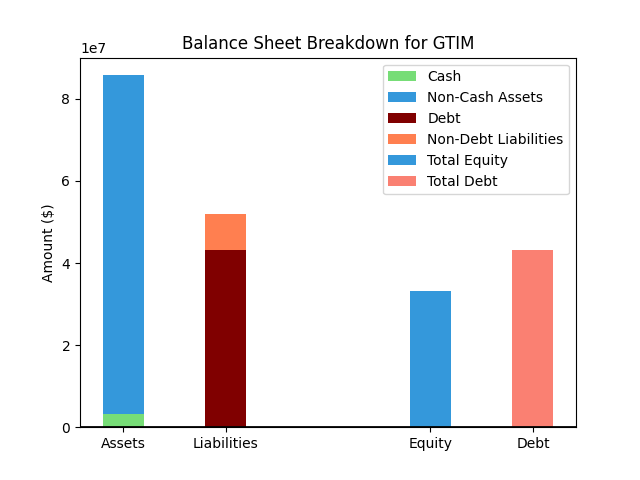 Balance Sheet Breakdown for GTIM
1e7
Cash
Non-Cash Assets
Debt
Non-Debt Liabilities
Total Equity
Total Debt
8
6
4
2
0
Amount ($)
Assets Liabilities Equity Debt